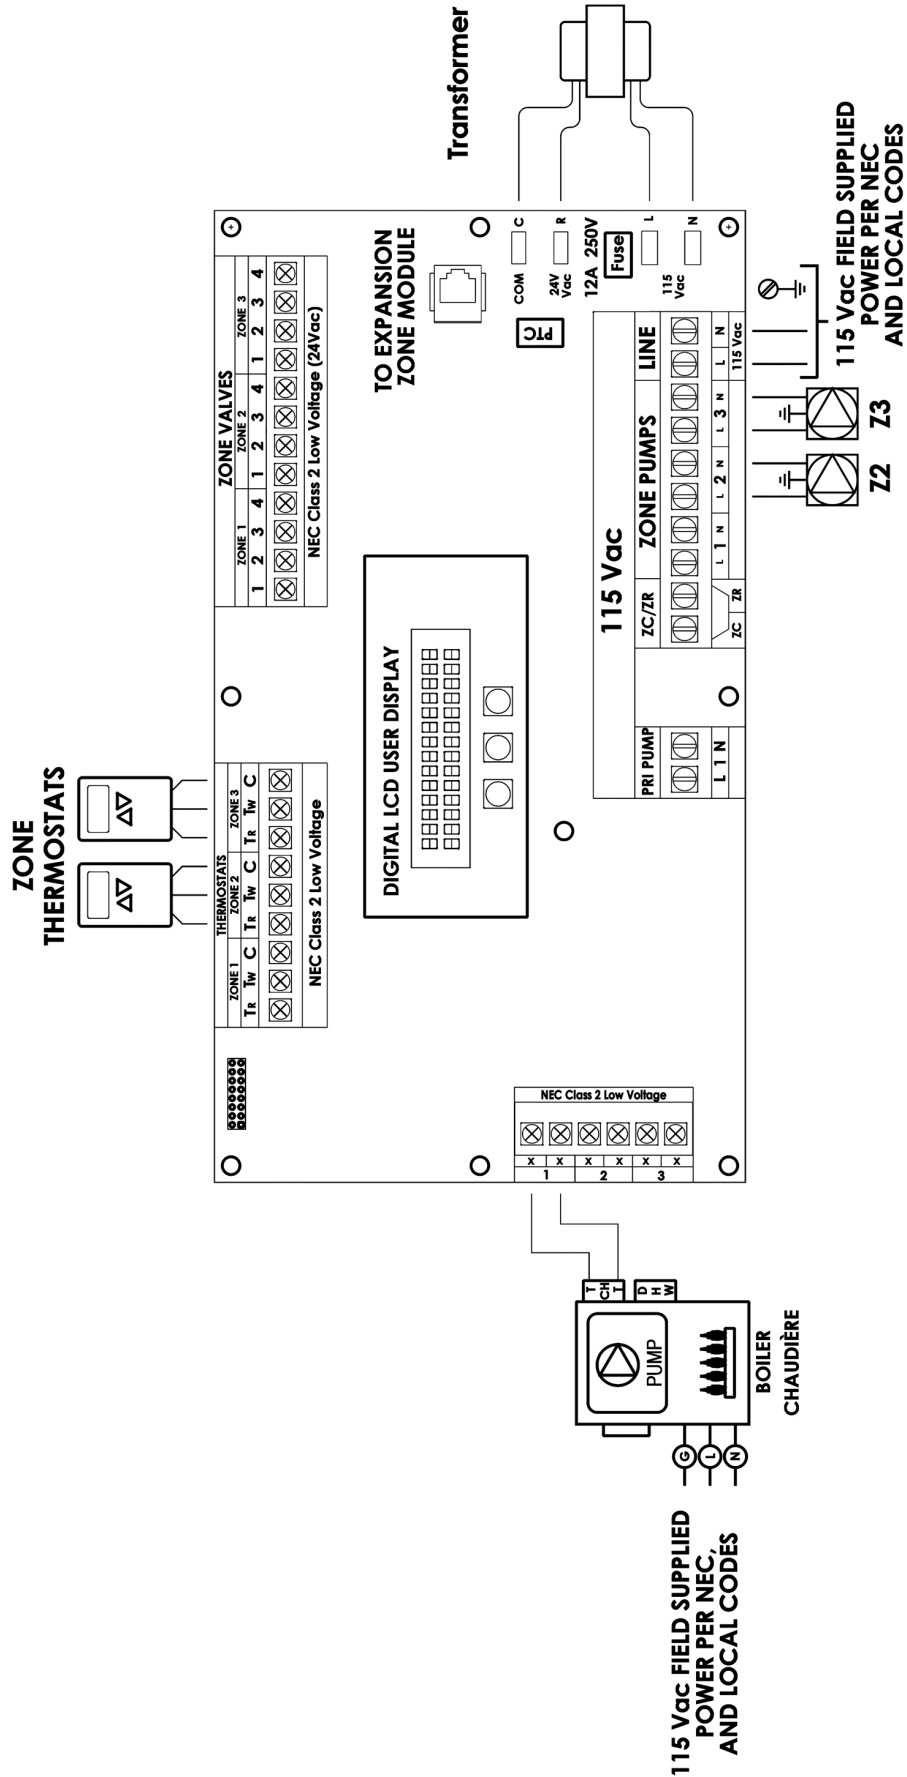 ZONE
THERMOSTATS
Transformer
THERMOSTATS
ZONE 1
ZONE 2
ZONE 3
TR TW C TR TW C TR TW C
NEC Class 2 Low Voltage
ZONE VALVES
ZONE 1
ZONE 2
ZONE 3
1 2 3 4 1 2 3 4 1 2 3 4
NEC Class 2 Low Voltage (24Vac)
TO EXPANSION
ZONE MODULE
PTC
COM
C
24V
Vac
R
12A 250V
Fuse
115
Vac
L
N
DIGITAL LCD USER DISPLAY
NEC Class 2 Low Voltage
X X X X X X
1 2 3
115 Vac
PRI PUMP
ZC/ZR
ZONE PUMPS
LINE
L 1 N
ZC ZR
L 1 N
L 2 N
L 3 N
L N
115 Vac
Z2
Z3
115 Vac FIELD SUPPLIED
POWER PER NEC
AND LOCAL CODES
T
CH
T
D
H
W
PUMP
BOILER
CHAUDIÈRE
G
L
N
115 Vac FIELD SUPPLIED
POWER PER NEC,
AND LOCAL CODES